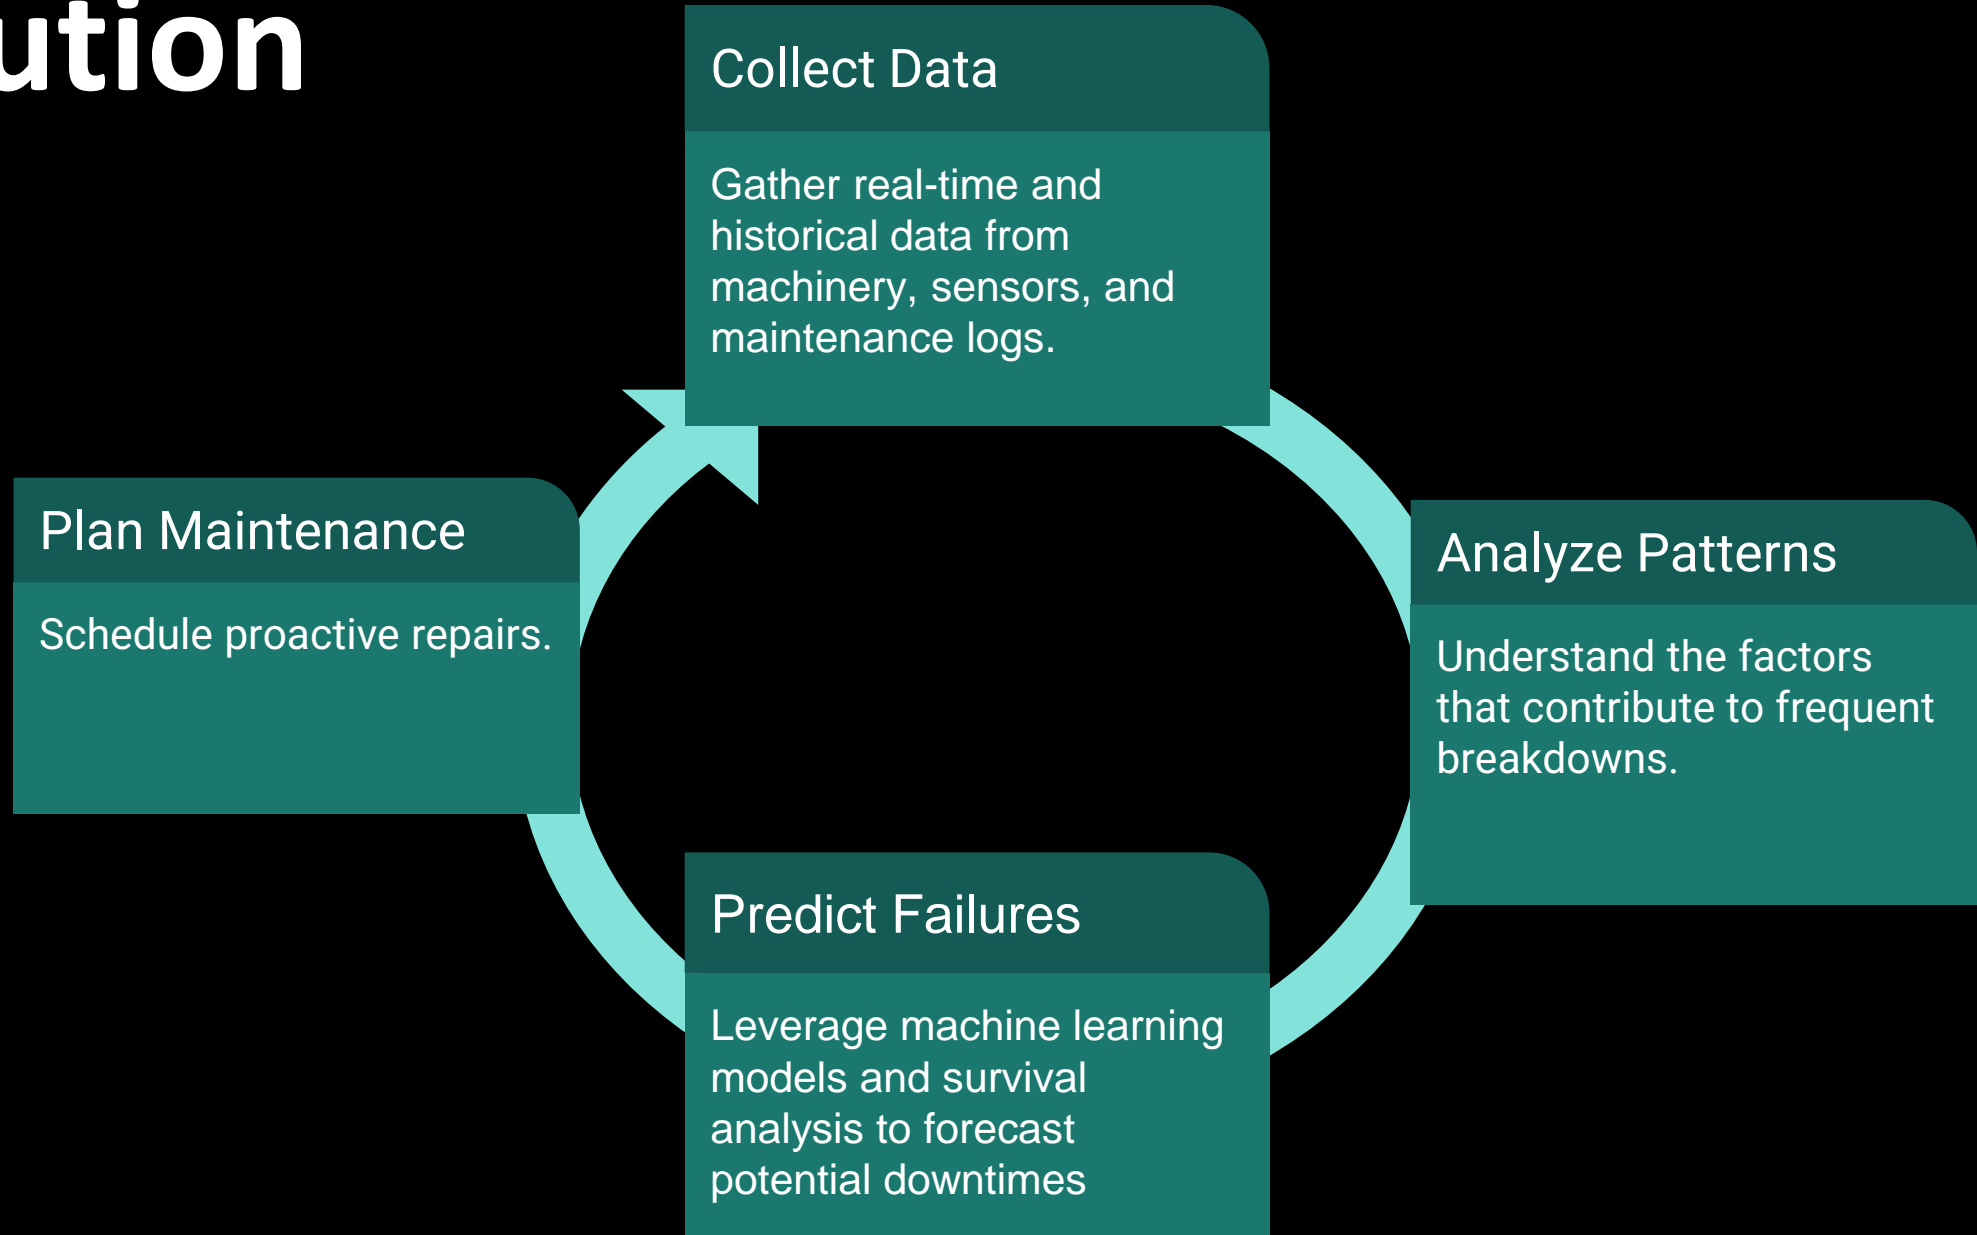 ution
Collect Data
Gather real-time and
historical data from
machinery, sensors, and
maintenance logs.
Plan Maintenance
Schedule proactive repairs.
Analyze Patterns
Understand the factors
that contribute to frequent
breakdowns.
Predict Failures
Leverage machine learning
models and survival
analysis to forecast
potential downtimes